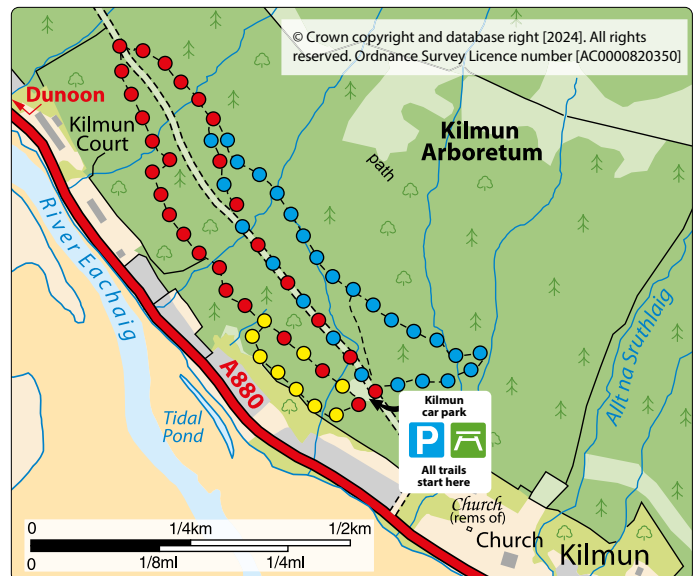 © Crown copyright and database right [2024]. All rights
reserved. Ordnance Survey Licence number [AC0000820350]
Dunoon
Kilmun
Court
Kilmun
Arboretum
path
River Eachaig
Allt na Sruthlaig
A880
Tidal
Pond
Kilmun
car park
P
All trails
start here
Church
(rems of)
Church
Kilmun
0
1/4km
1/2km
0
1/8ml
1/4ml